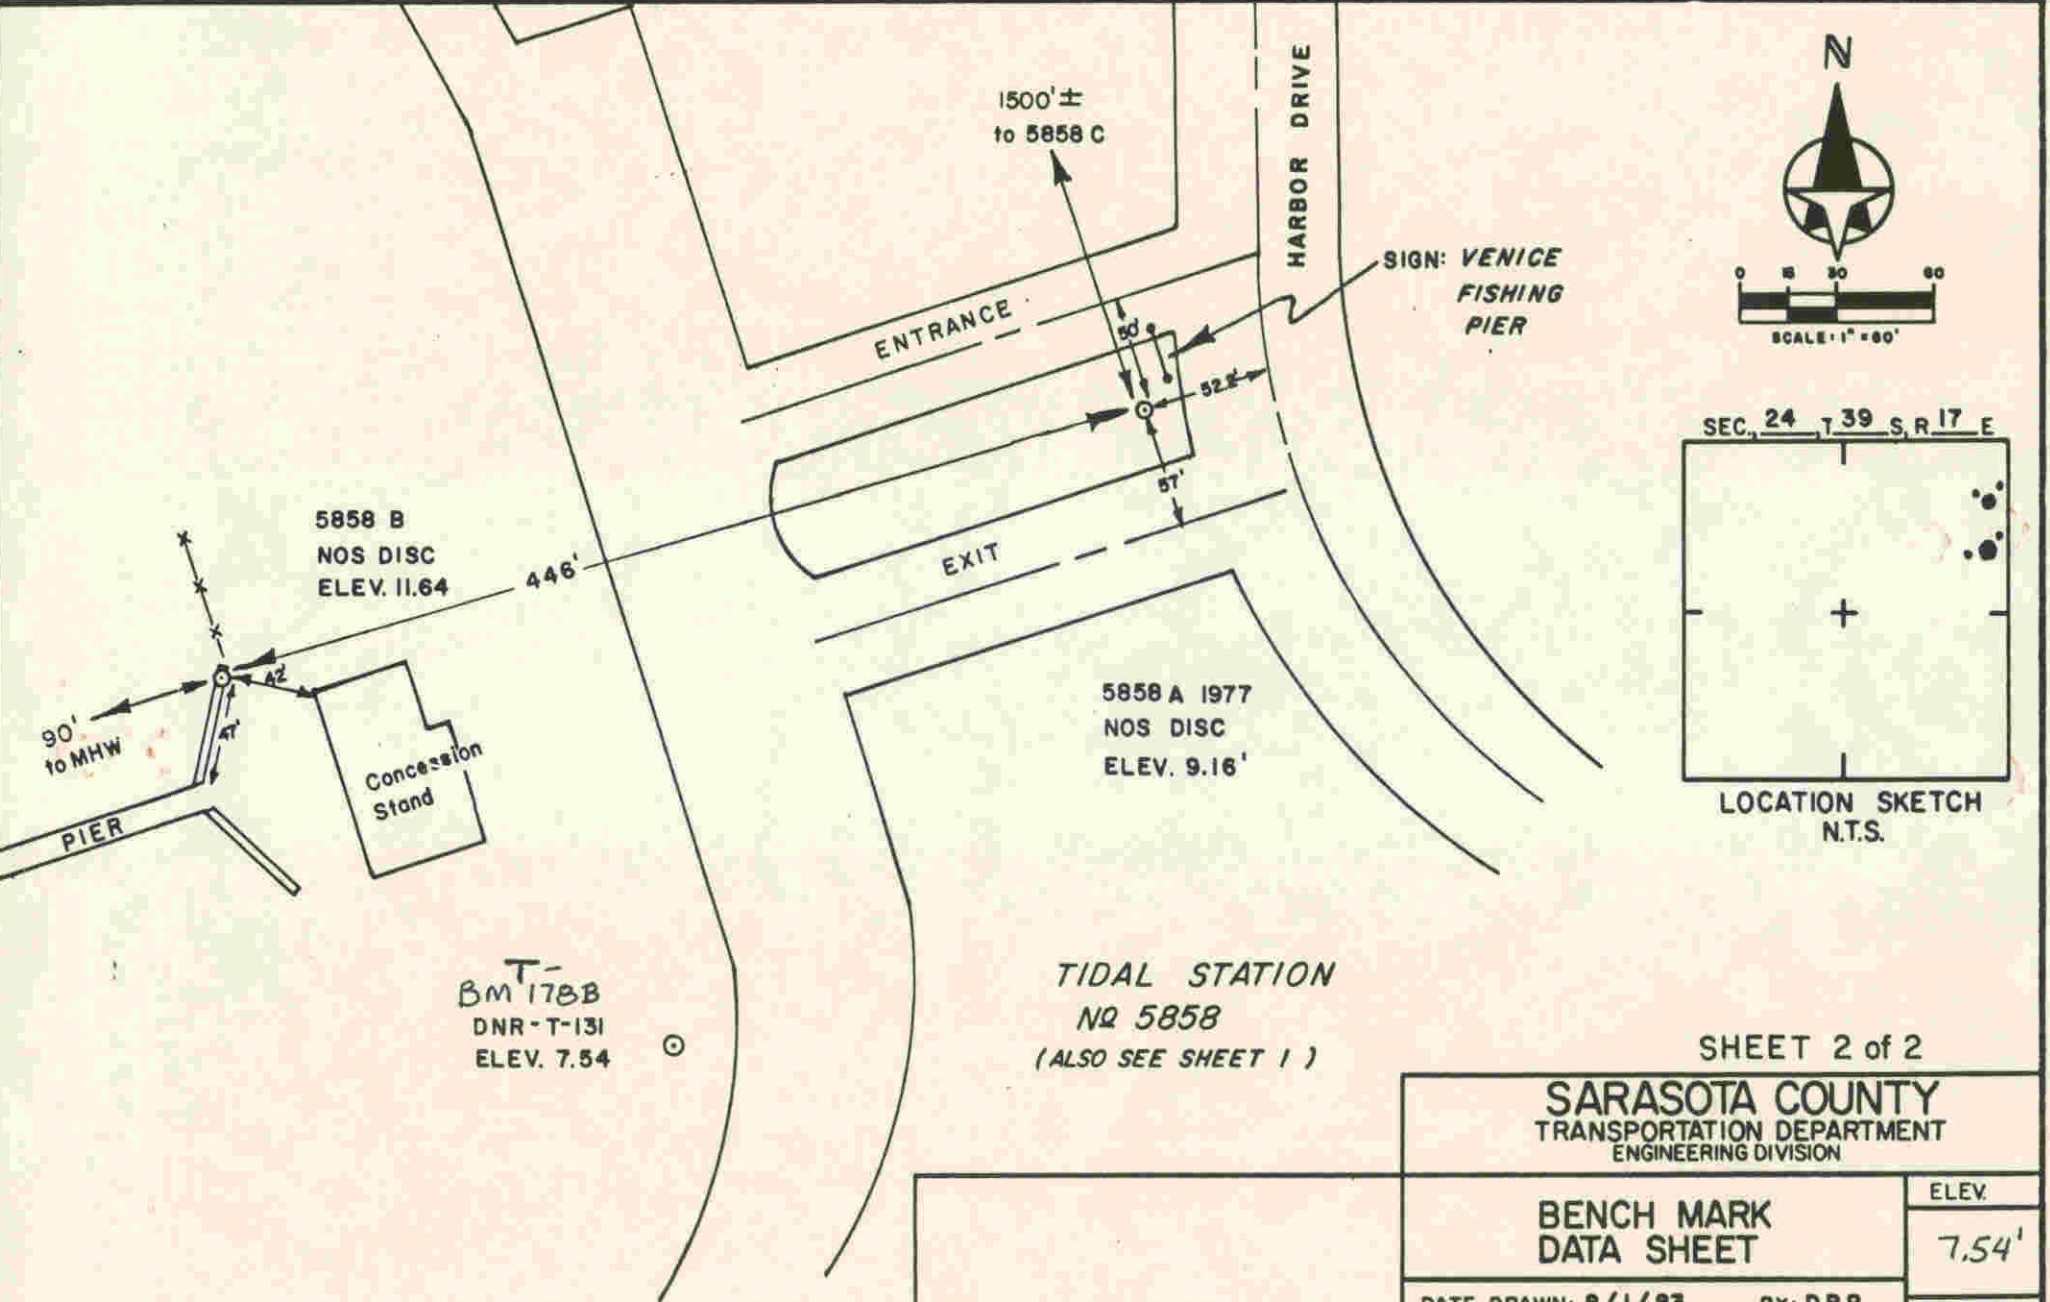 N
1500'±
to 5858 C
HARBOR DRIVE
SIGN: VENICE
FISHING
PIER
0 15 30 60
SCALE: 1" = 60'
ENTRANCE
50'
52.2'
57'
SEC. 24 T 39 S, R 17 E
5858 B
NOS DISC
ELEV. 11.64
446'
EXIT
42'
47'
90'
to MHW
Concession
Stand
PIER
5858 A 1977
NOS DISC
ELEV. 9.16'
LOCATION SKETCH
N.T.S.
T-
BM 178B
DNR-T-131
ELEV. 7.54
TIDAL STATION
NO 5858
(ALSO SEE SHEET 1)
SHEET 2 of 2
SARASOTA COUNTY
TRANSPORTATION DEPARTMENT
ENGINEERING DIVISION
BENCH MARK
DATA SHEET
ELEV.
7.54'
DATE DRAWN: